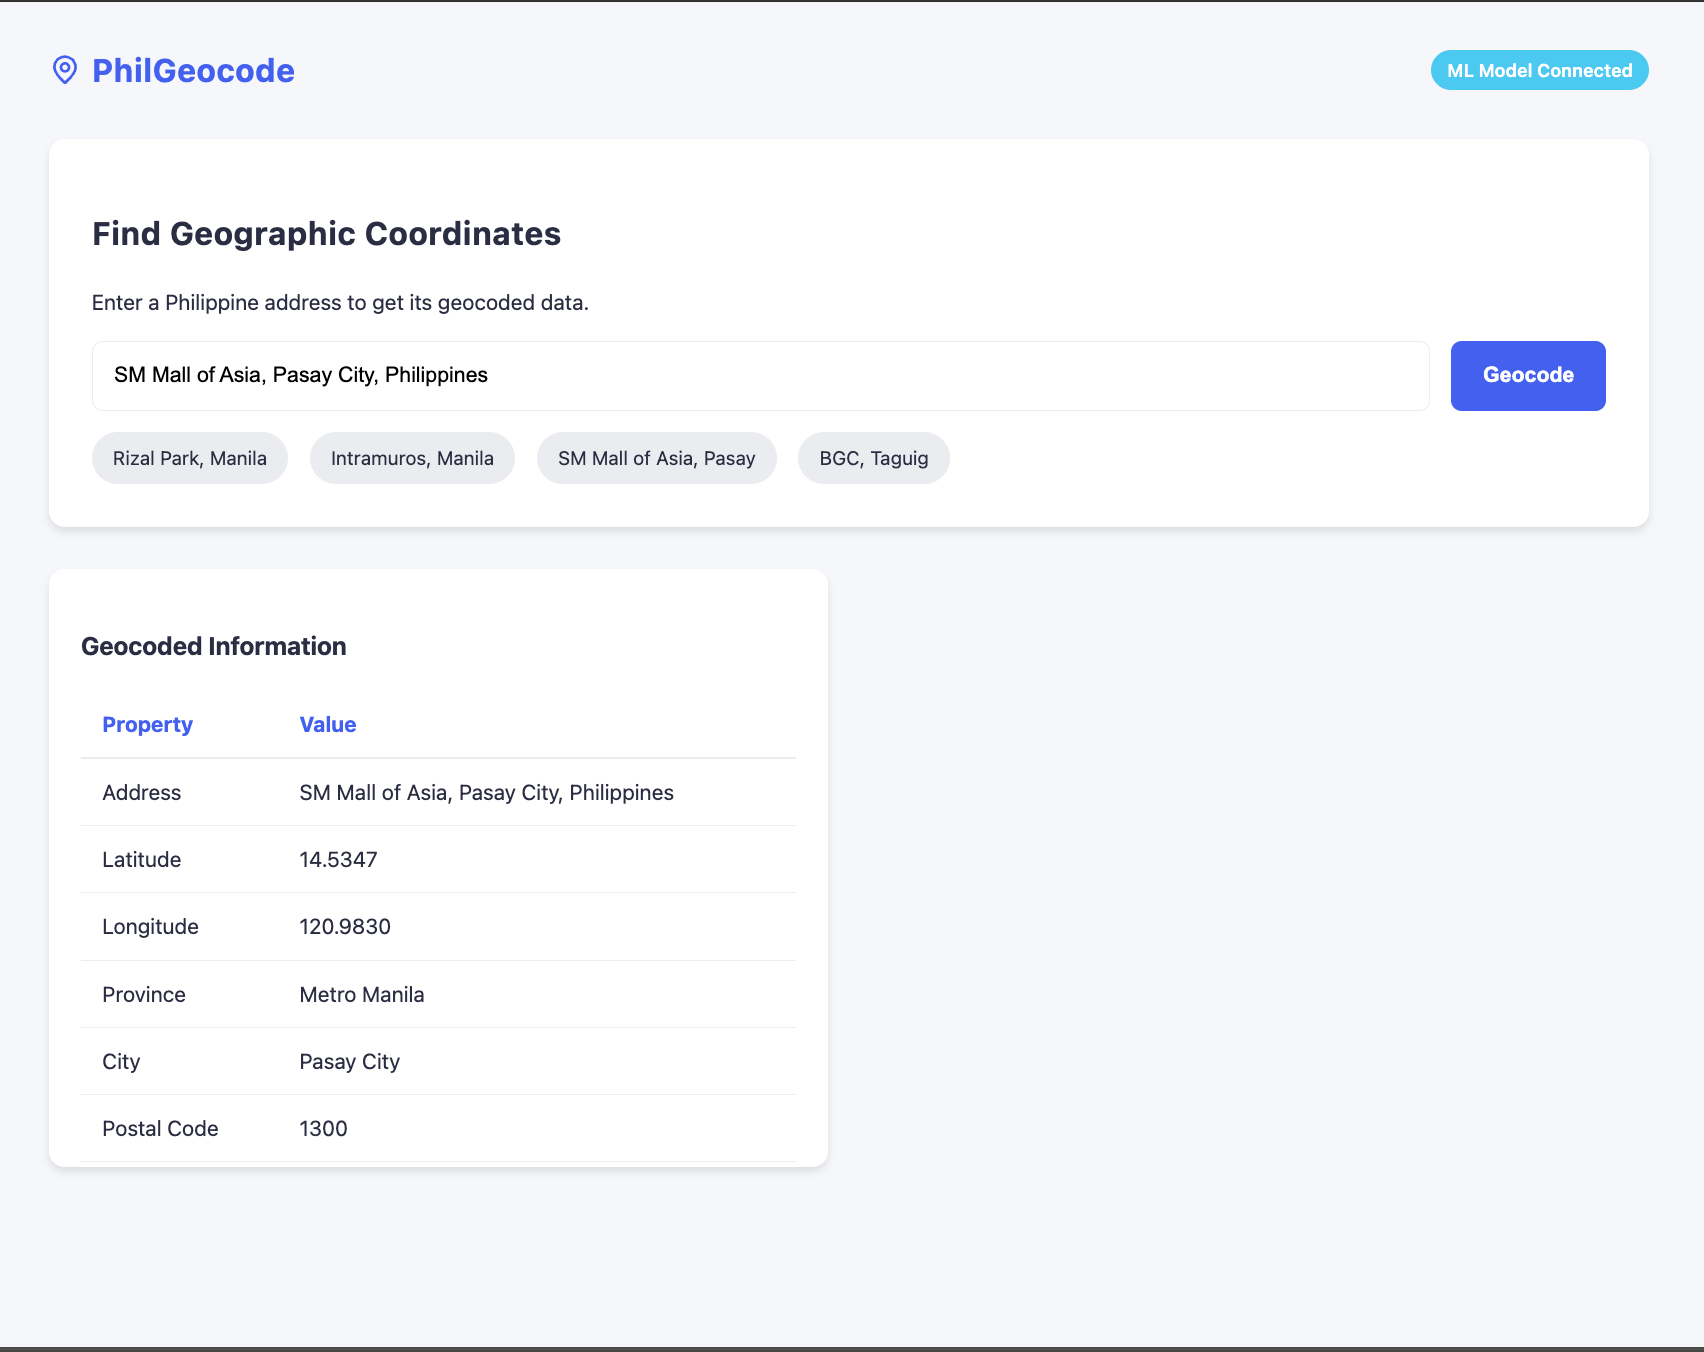 PhilGeocode
ML Model Connected
Find Geographic Coordinates
Enter a Philippine address to get its geocoded data.
SM Mall of Asia, Pasay City, Philippines
Geocode
Rizal Park, Manila
Intramuros, Manila
SM Mall of Asia, Pasay
BGC, Taguig
Geocoded Information
Property Value
Address SM Mall of Asia, Pasay City, Philippines
Latitude 14.5347
Longitude 120.9830
Province Metro Manila
City Pasay City
Postal Code 1300